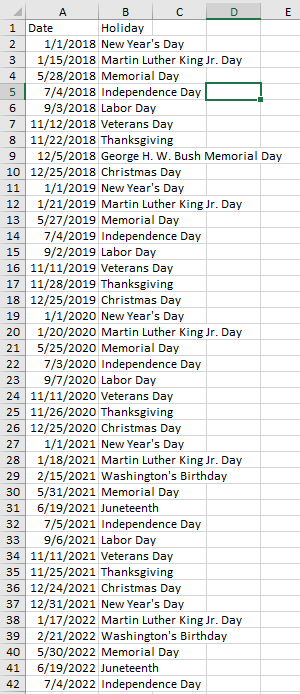 A B C D E
1 Date Holiday
2 1/1/2018 New Year's Day
3 1/15/2018 Martin Luther King Jr. Day
4 5/28/2018 Memorial Day
5 7/4/2018 Independence Day
6 9/3/2018 Labor Day
7 11/12/2018 Veterans Day
8 11/22/2018 Thanksgiving
9 12/5/2018 George H. W. Bush Memorial Day
10 12/25/2018 Christmas Day
11 1/1/2019 New Year's Day
12 1/21/2019 Martin Luther King Jr. Day
13 5/27/2019 Memorial Day
14 7/4/2019 Independence Day
15 9/2/2019 Labor Day
16 11/11/2019 Veterans Day
17 11/28/2019 Thanksgiving
18 12/25/2019 Christmas Day
19 1/1/2020 New Year's Day
20 1/20/2020 Martin Luther King Jr. Day
21 5/25/2020 Memorial Day
22 7/3/2020 Independence Day
23 9/7/2020 Labor Day
24 11/11/2020 Veterans Day
25 11/26/2020 Thanksgiving
26 12/25/2020 Christmas Day
27 1/1/2021 New Year's Day
28 1/18/2021 Martin Luther King Jr. Day
29 2/15/2021 Washington's Birthday
30 5/31/2021 Memorial Day
31 6/19/2021 Juneteenth
32 7/5/2021 Independence Day
33 9/6/2021 Labor Day
34 11/11/2021 Veterans Day
35 11/25/2021 Thanksgiving
36 12/24/2021 Christmas Day
37 12/31/2021 New Year's Day
38 1/17/2022 Martin Luther King Jr. Day
39 2/21/2022 Washington's Birthday
40 5/30/2022 Memorial Day
41 6/19/2022 Juneteenth
42 7/4/2022 Independence Day